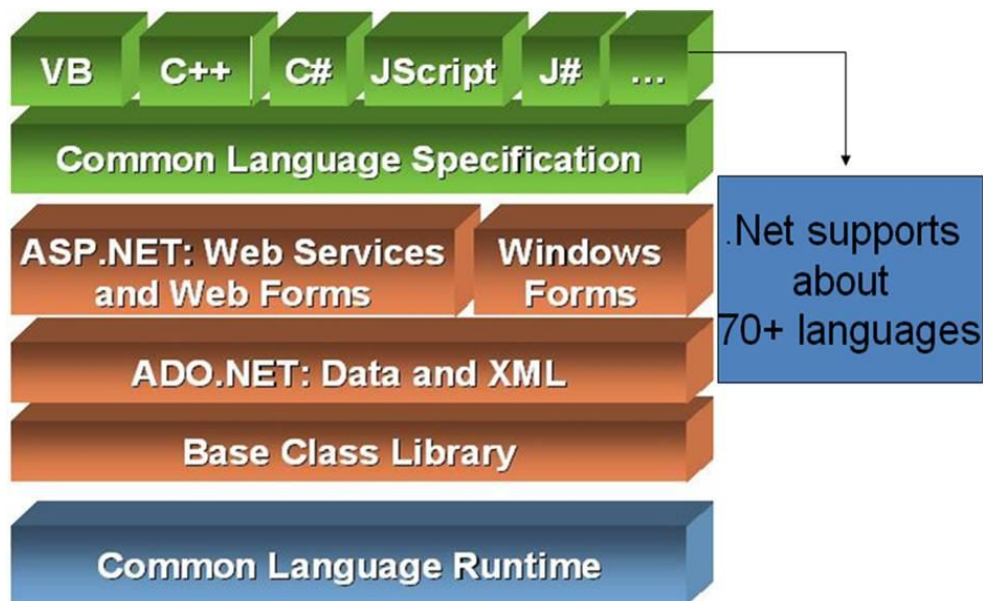 VB
C++
C#
JScript
J#
...
Common Language Specification
ASP.NET: Web Services
and Web Forms
Windows
Forms
ADO.NET: Data and XML
Base Class Library
Common Language Runtime
.Net supports
about
70+ languages